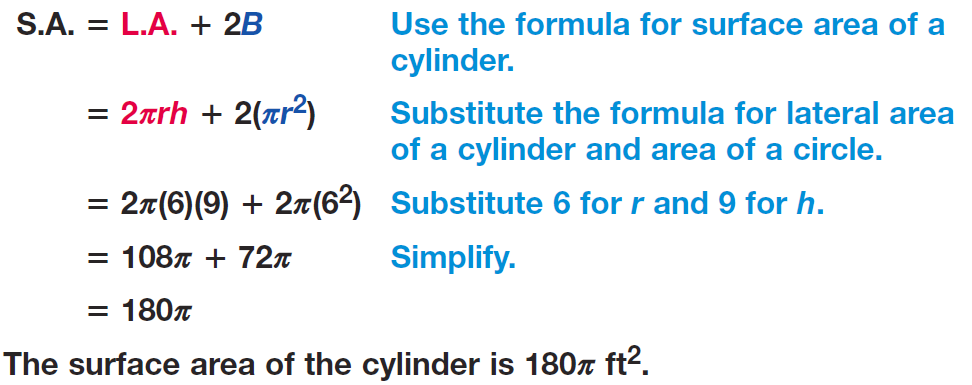 S.A. = L.A. + 2B Use the formula for surface area of a
cylinder.
= 2πrh + 2(πr²) Substitute the formula for lateral area
of a cylinder and area of a circle.
= 2π(6)(9) + 2π(6²) Substitute 6 for r and 9 for h.
= 108π + 72π Simplify.
= 180π
The surface area of the cylinder is 180π ft².